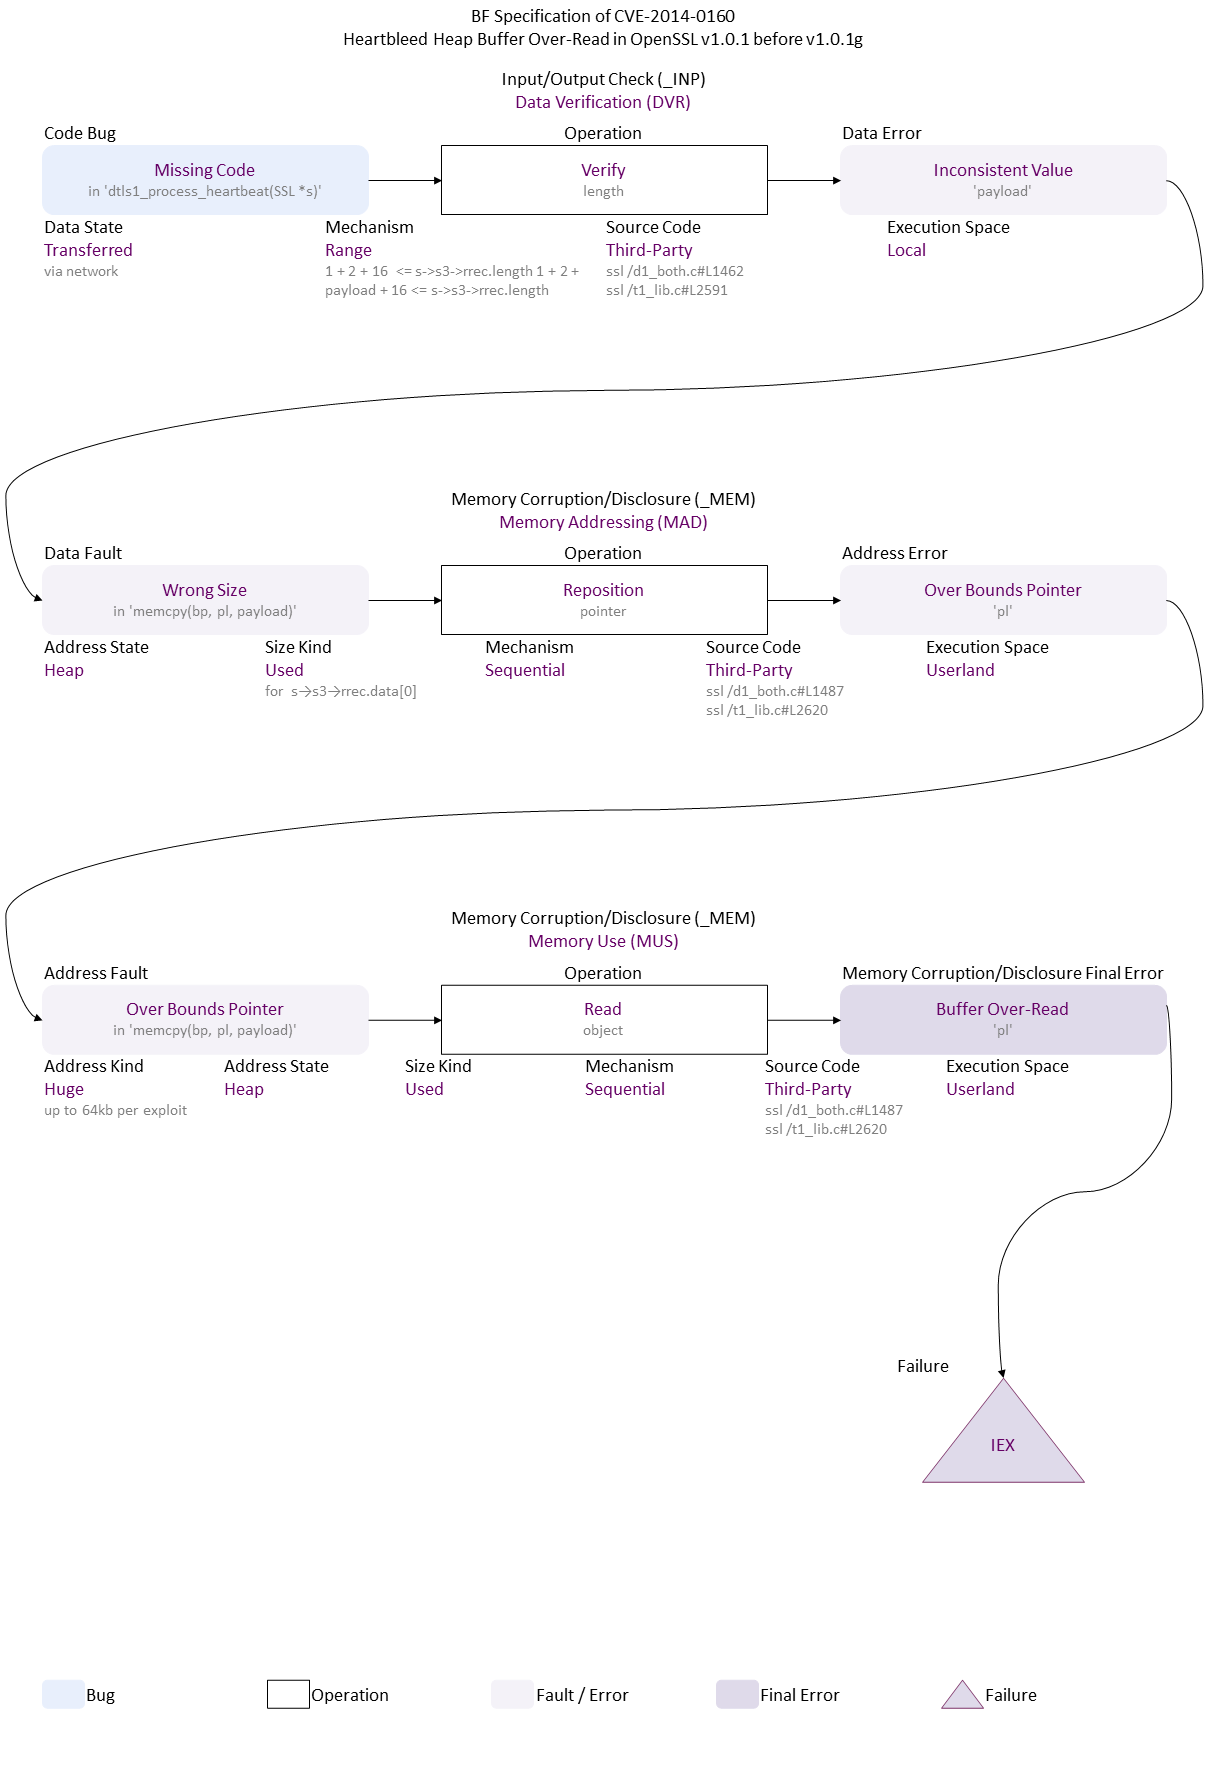 BF Specification of CVE-2014-0160
Heartbleed Heap Buffer Over-Read in OpenSSL v1.0.1 before v1.0.1g
Input/Output Check (_INP)
Data Verification (DVR)
Code Bug
Operation
Data Error
Missing Code
in 'dtls1_process_heartbeat(SSL *s)'
Verify
length
Inconsistent Value
'payload'
Data State
Transferred
via network
Mechanism
Range
1 + 2 + 16 <= s->s3->rrec.length 1 + 2 +
payload + 16 <= s->s3->rrec.length
Source Code
Third-Party
ssl /d1_both.c#L1462
ssl /t1_lib.c#L2591
Execution Space
Local
Memory Corruption/Disclosure (_MEM)
Memory Addressing (MAD)
Data Fault
Operation
Address Error
Wrong Size
in 'memcpy(bp, pl, payload)'
Reposition
pointer
Over Bounds Pointer
'pl'
Address State
Heap
Size Kind
Used
for s→s3→rrec.data[0]
Mechanism
Sequential
Source Code
Third-Party
ssl /d1_both.c#L1487
ssl /t1_lib.c#L2620
Execution Space
Userland
Memory Corruption/Disclosure (_MEM)
Memory Use (MUS)
Address Fault
Operation
Memory Corruption/Disclosure Final Error
Over Bounds Pointer
in 'memcpy(bp, pl, payload)'
Read
object
Buffer Over-Read
'pl'
Address Kind
Huge
up to 64kb per exploit
Address State
Heap
Size Kind
Used
Mechanism
Sequential
Source Code
Third-Party
ssl /d1_both.c#L1487
ssl /t1_lib.c#L2620
Execution Space
Userland
Failure
IEX
Bug
Operation
Fault / Error
Final Error
Failure